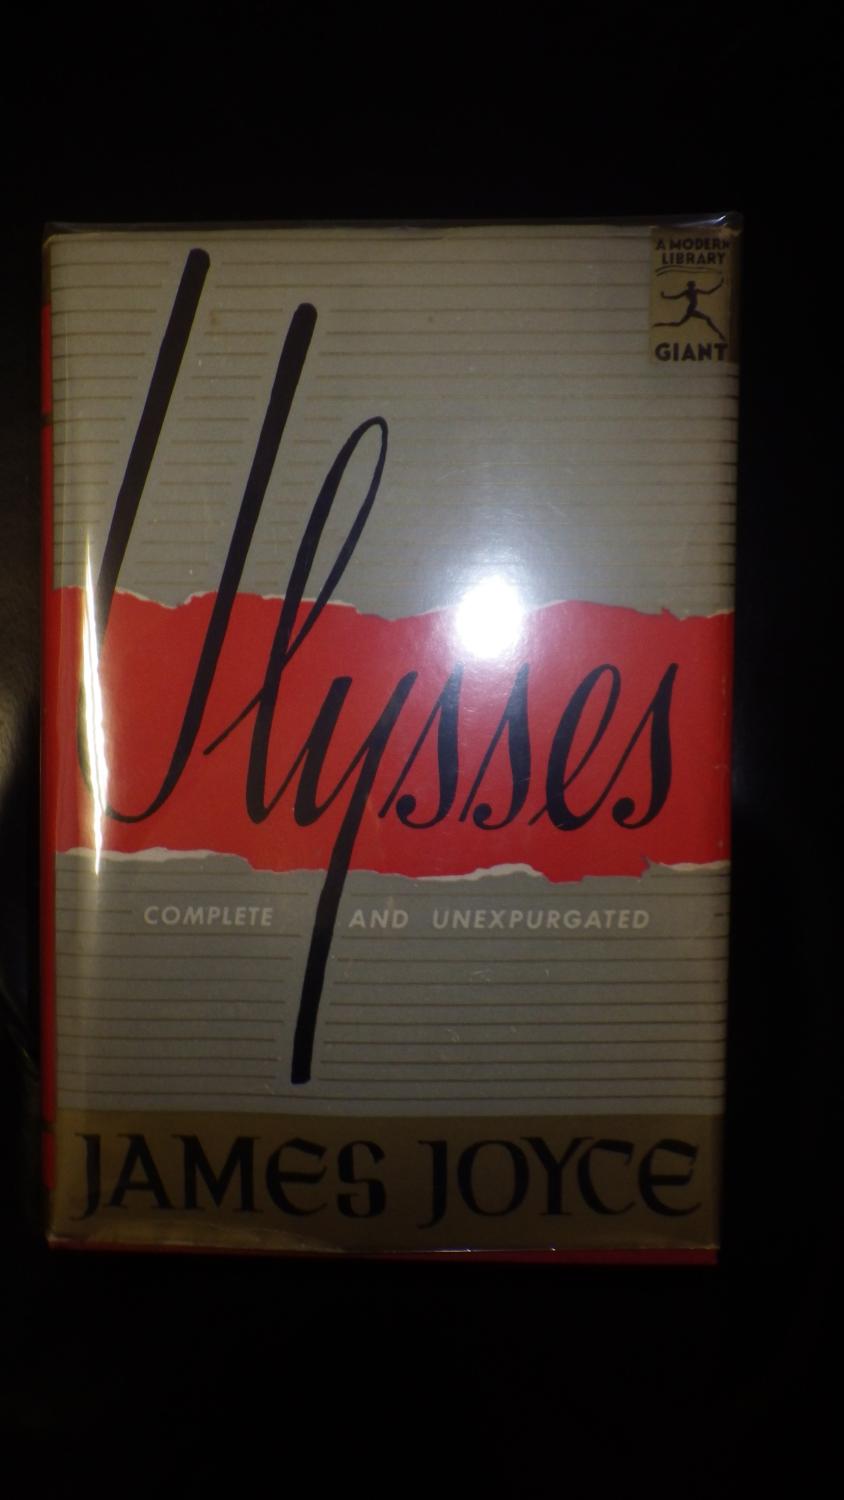 A MODERN
LIBRARY
GIANT
Ulysses
COMPLETE AND UNEXPURGATED
JAMES JOYCE